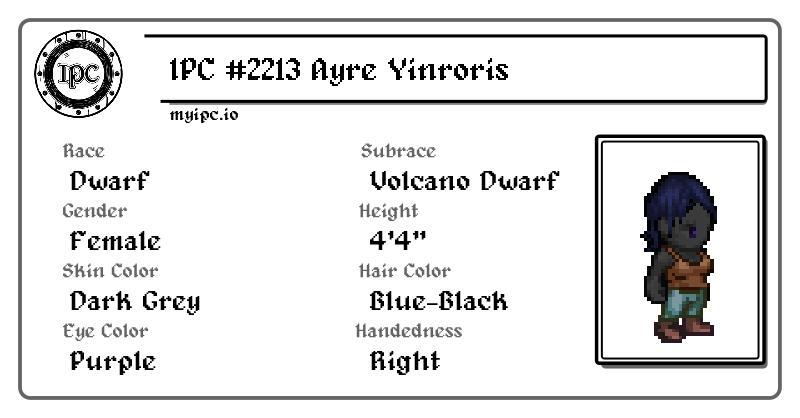 IPC
IPC #2213 Ayre Yinroris
myipc.io
Race
Dwarf
Subrace
Volcano Dwarf
Gender
Female
Height
4'4"
Skin Color
Dark Grey
Hair Color
Blue-Black
Eye Color
Purple
Handedness
Right